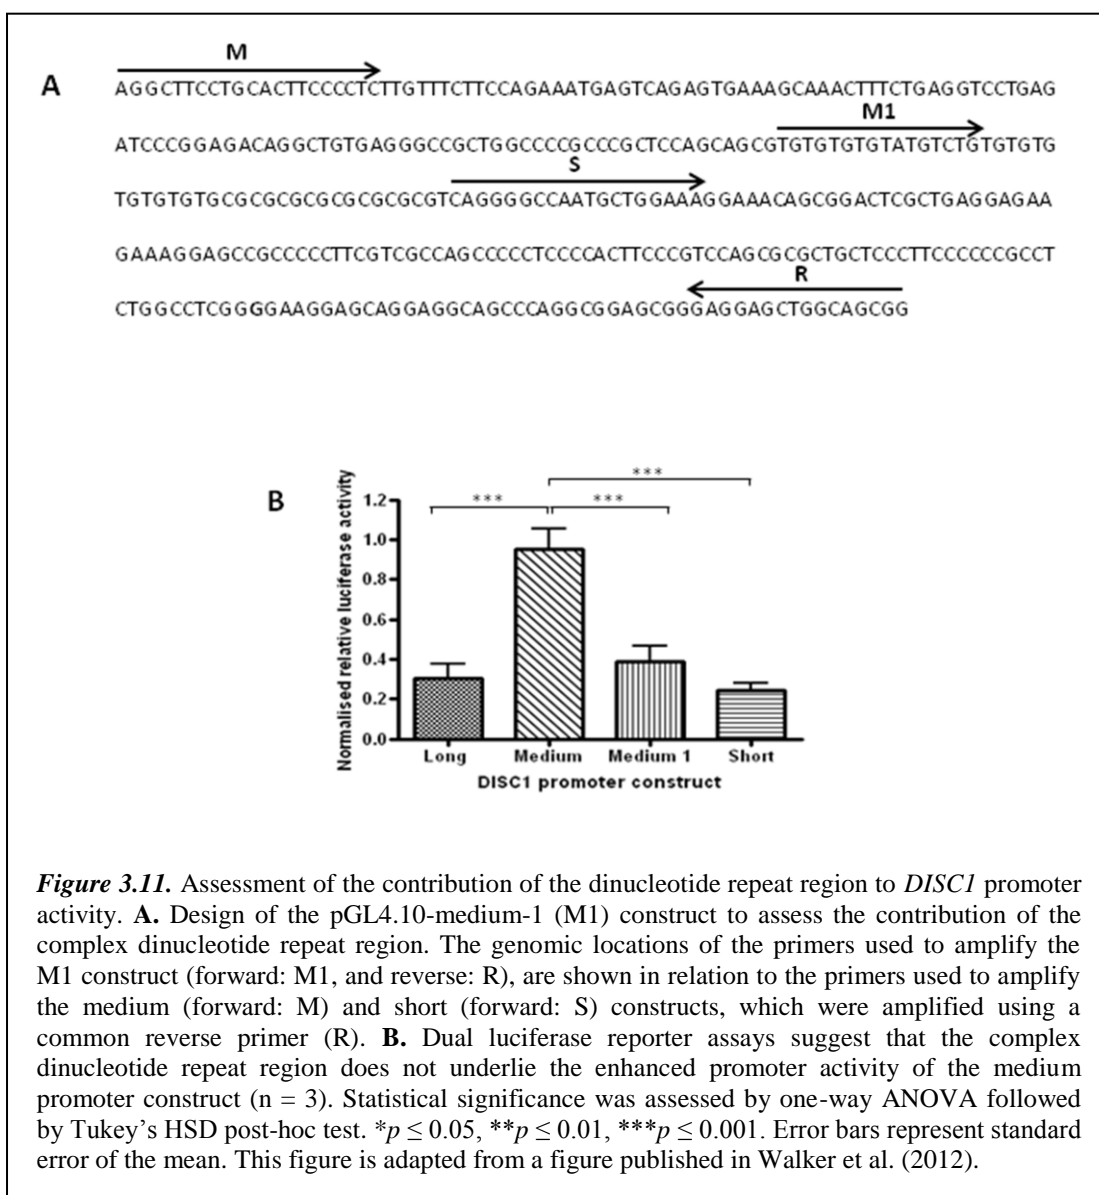 M
A
AGGCTTCCTGCACTTCCCCTCTTGTTTCTTCCAGAAATGAGTCAGAGTGAAAGCAAACTTTCTGAGGTCCTGAG
M1
ATCCCGGAGACAGGCTGTGAGGGCCGCTGGCCCCGCCCGCTCCAGCAGCGTGTGTGTGTATGTCTGTGTGTG
S
TGTGTGTGCGCGCGCGCGCGCGCGTCAGGGGCCAATGCTGGAAAGGAAACAGCGGACTCGCTGAGGAGAA
GAAAGGAGCCGCCCCCTTCGTCGCCAGCCCCCTCCCCACTTCCCGTCCAGCGCGCTGCTCCCTTCCCCCCGCCT
R
CTGGCCTCGGGGGAAGGAGCAGGAGGCAGCCCAGGCGGAGCGGGAGGAGCTGGCAGCGG
B
Normalised relative luciferase activity
1.2
1.0
0.8
0.6
0.4
0.2
0.0
***
***
***
Long Medium Medium 1 Short
DISC1 promoter construct
Figure 3.11. Assessment of the contribution of the dinucleotide repeat region to DISC1 promoter
activity. A. Design of the pGL4.10-medium-1 (M1) construct to assess the contribution of the
complex dinucleotide repeat region. The genomic locations of the primers used to amplify the
M1 construct (forward: M1, and reverse: R), are shown in relation to the primers used to amplify
the medium (forward: M) and short (forward: S) constructs, which were amplified using a
common reverse primer (R). B. Dual luciferase reporter assays suggest that the complex
dinucleotide repeat region does not underlie the enhanced promoter activity of the medium
promoter construct (n = 3). Statistical significance was assessed by one-way ANOVA followed
by Tukey's HSD post-hoc test. *p ≤ 0.05, **p ≤ 0.01, ***p ≤ 0.001. Error bars represent standard
error of the mean. This figure is adapted from a figure published in Walker et al. (2012).